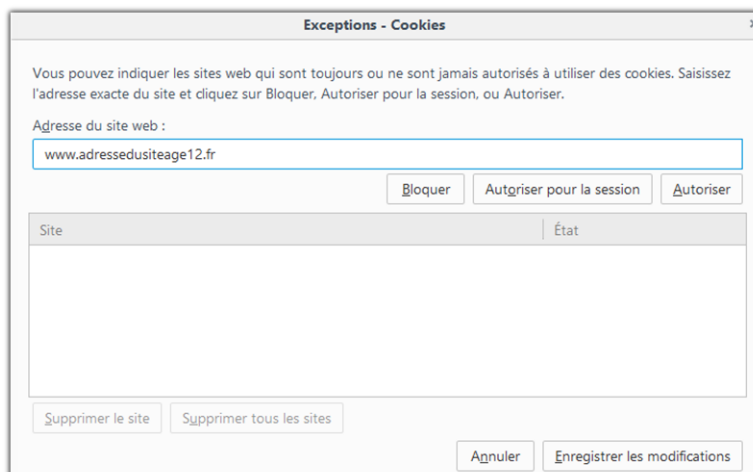 Exceptions - Cookies
Vous pouvez indiquer les sites web qui sont toujours ou ne sont jamais autorisés à utiliser des cookies. Saisissez
l'adresse exacte du site et cliquez sur Bloquer, Autoriser pour la session, ou Autoriser.
Adresse du site web :
www.adressedusiteage12.fr
Bloquer Autoriser pour la session Autoriser
Site État
Supprimer le site Supprimer tous les sites
Annuler Enregistrer les modifications